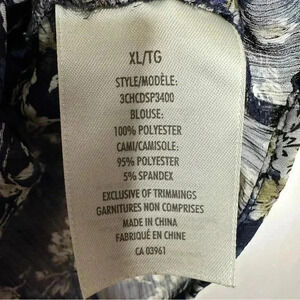 XL/TG
STYLE/MODÈLE:
3CHCDSP3400
BLOUSE:
100% POLYESTER
CAMI/CAMISOLE:
95% POLYESTER
5% SPANDEX
EXCLUSIVE OF TRIMMINGS
GARNITURES NON COMPRISES
MADE IN CHINA
FABRIQUÉ EN CHINE
CA 03961